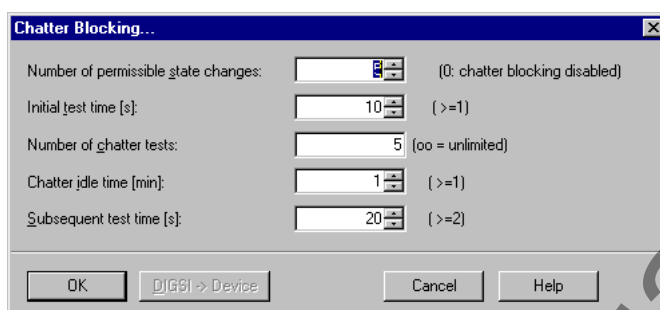 Chatter Blocking...
Number of permissible state changes: (0: chatter blocking disabled)
Initial test time [s]: 10 ( >=1)
Number of chatter tests: 5 (oo = unlimited)
Chatter idle time [min]: 1 ( >=1)
Subsequent test time [s]: 20 ( >=2)
OK DIGSI -> Device Cancel Help